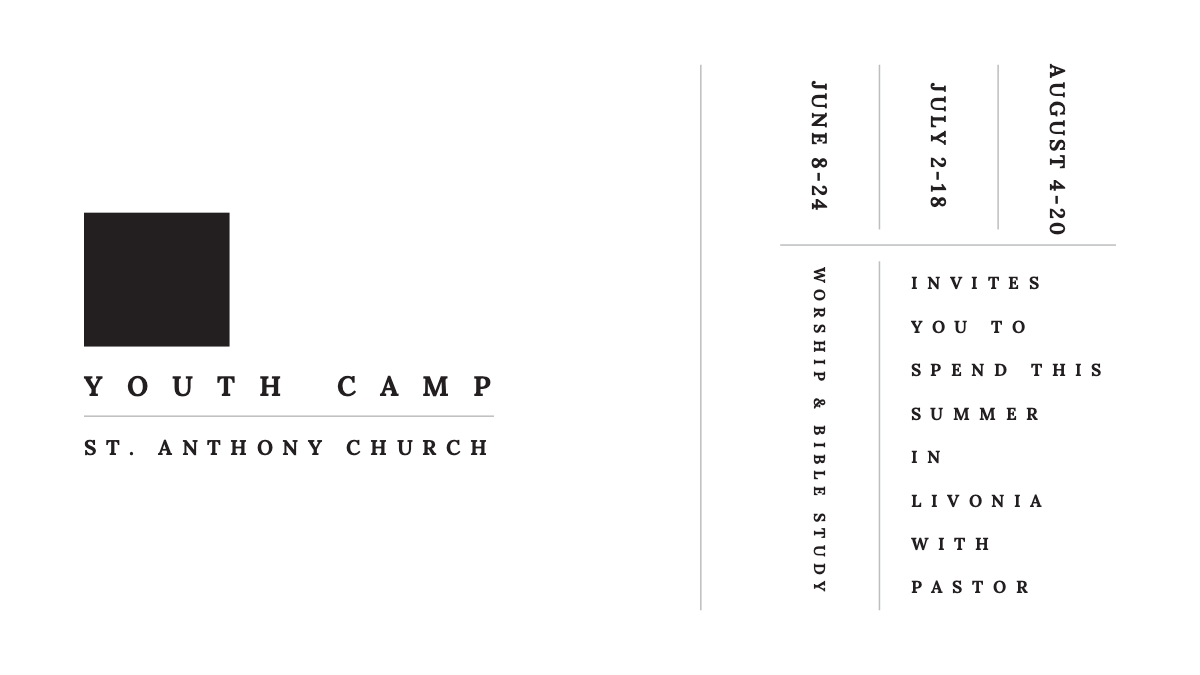 YOUTH CAMP
ST. ANTHONY CHURCH
JUNE 8-24
JULY 2-18
AUGUST 4-20
WORSHIP & BIBLE STUDY
INVITES
YOU TO
SPEND THIS
SUMMER
IN
LIVONIA
WITH
PASTOR